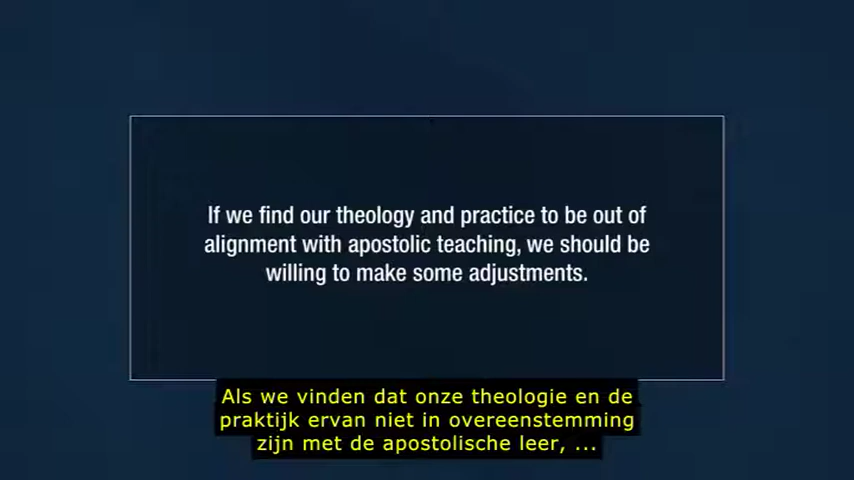 If we find our theology and practice to be out of
alignment with apostolic teaching, we should be
willing to make some adjustments.
Als we vinden dat onze theologie en de
praktijk ervan niet in overeenstemming
zijn met de apostolische leer, ...